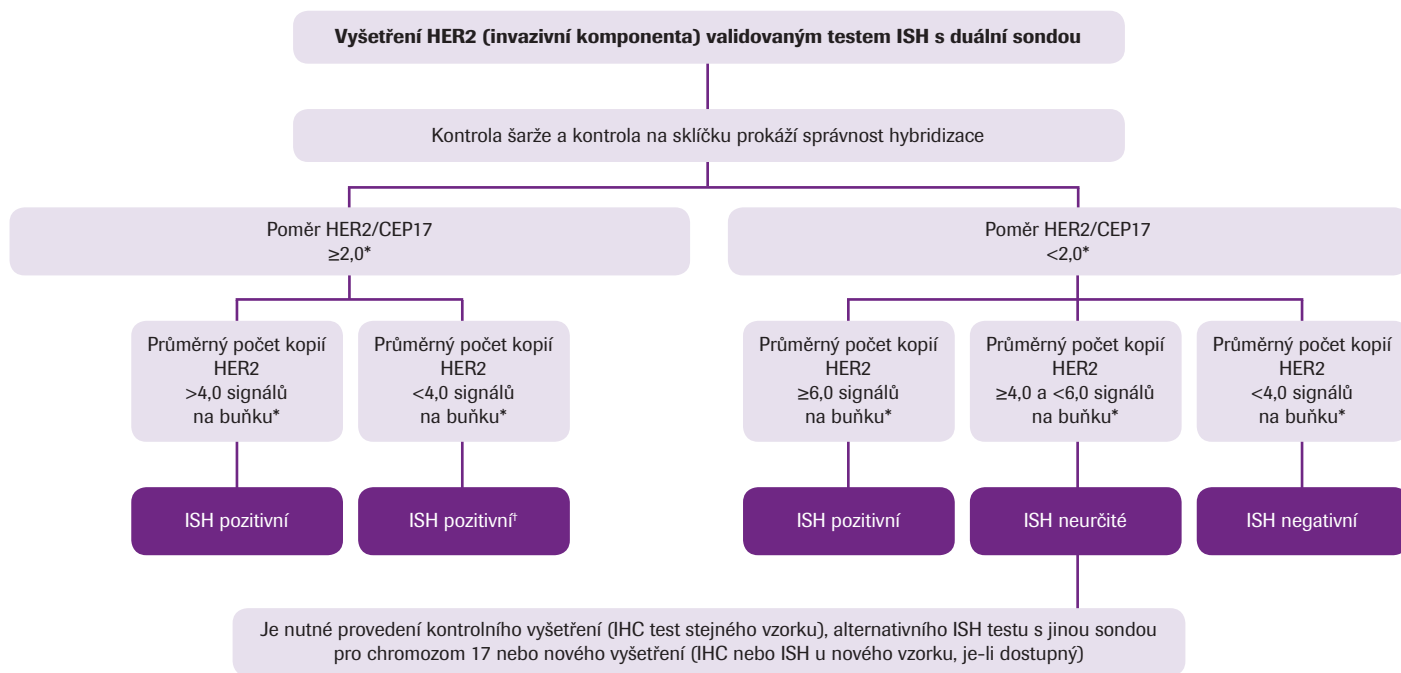 Vyšetření HER2 (invazivní komponenta) validovaným testem ISH s duální sondou
Kontrola šarže a kontrola na sklíčku prokáží správnost hybridizace
Poměr HER2/CEP17
≥2,0*
Poměr HER2/CEP17
<2,0*
Průměrný počet kopií
HER2
>4,0 signálů
na buňku*
Průměrný počet kopií
HER2
<4,0 signálů
na buňku*
Průměrný počet kopií
HER2
≥6,0 signálů
na buňku*
Průměrný počet kopií
HER2
≥4,0 a <6,0 signálů
na buňku*
Průměrný počet kopií
HER2
<4,0 signálů
na buňku*
ISH pozitivní
ISH pozitivní†
ISH pozitivní
ISH neurčité
ISH negativní
Je nutné provedení kontrolního vyšetření (IHC test stejného vzorku), alternativního ISH testu s jinou sondou
pro chromozom 17 nebo nového vyšetření (IHC nebo ISH u nového vzorku, je-li dostupný)